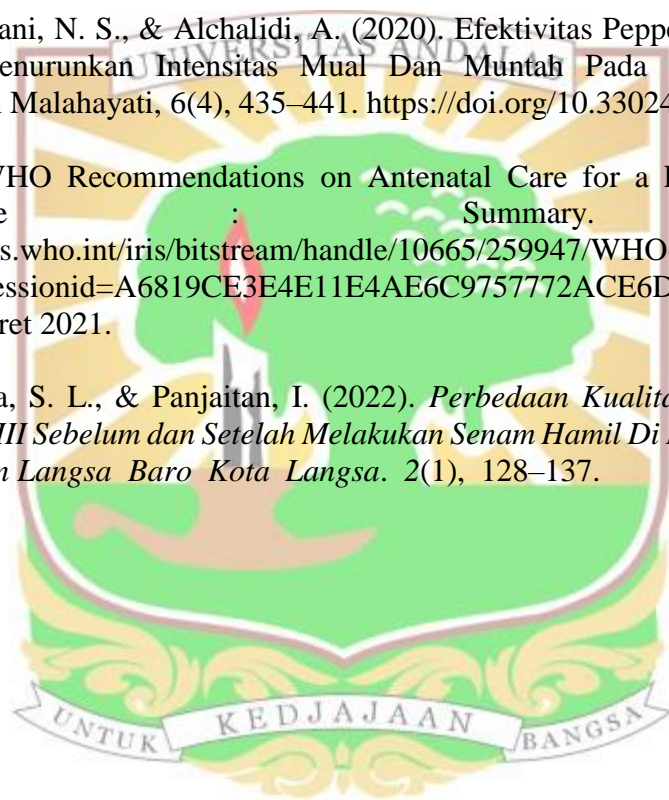 ani, N. S., & Alchalidi, A. (2020). Efektivitas Peppe
UNIVERSITAS ANDALAS
enurunkan Intensitas Mual Dan Muntah Pada
Malahayati, 6(4), 435–441. https://doi.org/10.33024
HO Recommendations on Antenatal Care for a
e : Summary.
s.who.int/iris/bitstream/handle/10665/259947/WHO
essionid=A6819CE3E4E11E4AE6C9757772ACE6D
ret 2021.
a, S. L., & Panjaitan, I. (2022). Perbedaan Kualita
III Sebelum dan Setelah Melakukan Senam Hamil Di
n Langsa Baro Kota Langsa. 2(1), 128–137.
UNTUK KEDJAJAAN BANGSA